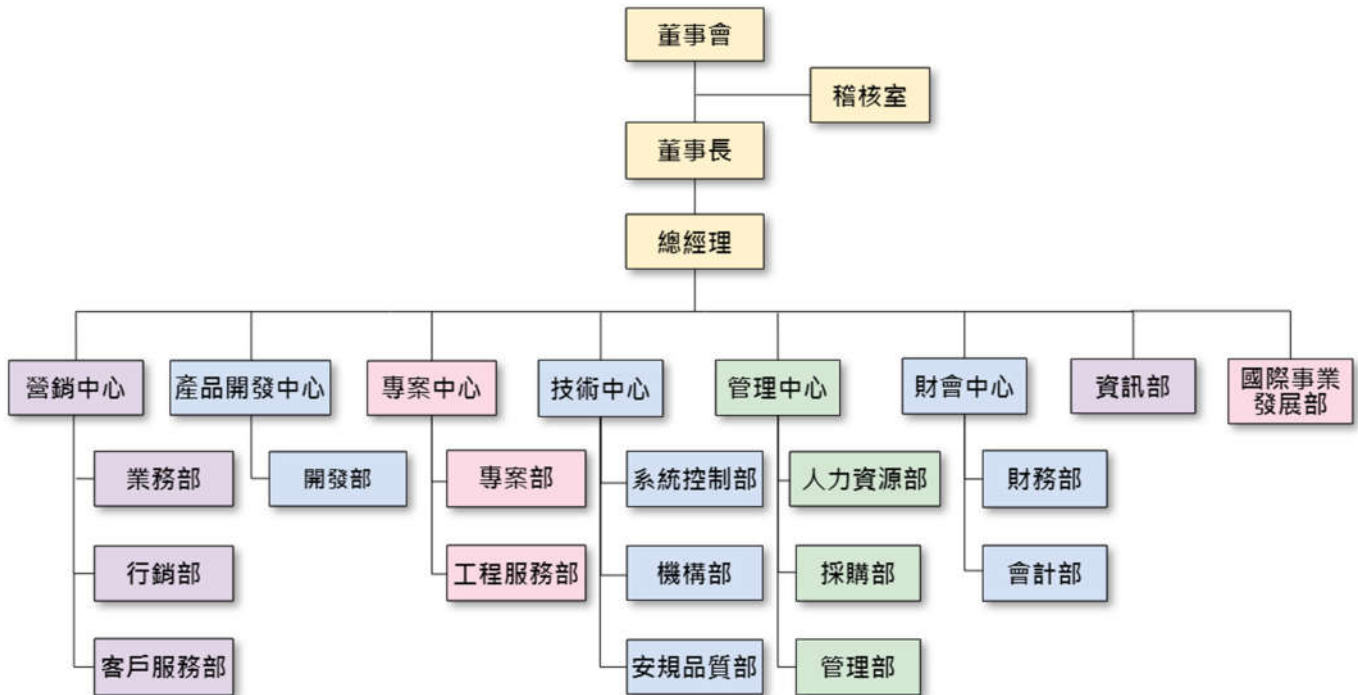 董事會
稽核室
董事長
總經理
營銷中心
產品開發中心
專案中心
技術中心
管理中心
財會中心
資訊部
國際事業
發展部
業務部
開發部
專案部
系統控制部
人力資源部
財務部
行銷部
工程服務部
機構部
採購部
會計部
客戶服務部
安規品質部
管理部